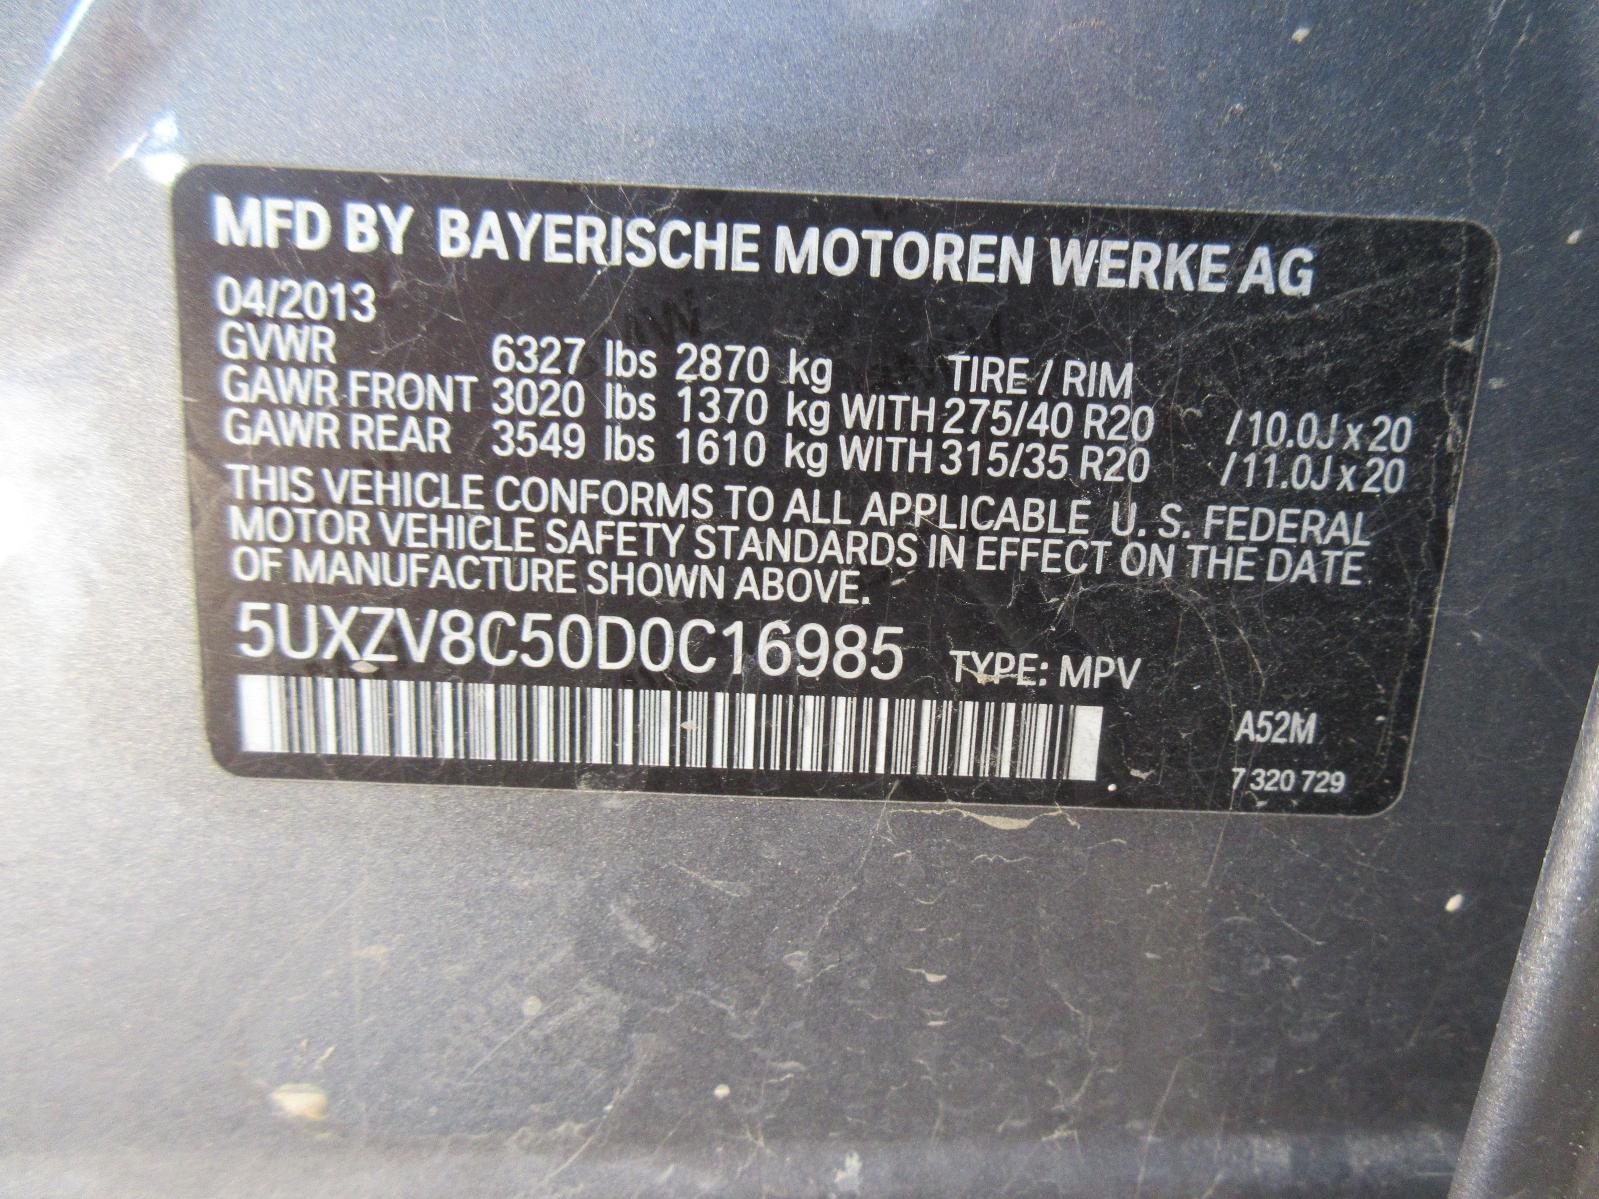 MFD BY BAYERISCHE MOTOREN WERKE AG
04/2013
GVWR 6327 lbs 2870 kg TIRE / RIM
GAWR FRONT 3020 lbs 1370 kg WITH 275/40 R20 / 10.0J x 20
GAWR REAR 3549 lbs 1610 kg WITH 315/35 R20 / 11.0J x 20
THIS VEHICLE CONFORMS TO ALL APPLICABLE U. S. FEDERAL
MOTOR VEHICLE SAFETY STANDARDS IN EFFECT ON THE DATE
OF MANUFACTURE SHOWN ABOVE.
5UXZV8C50D0C16985 TYPE: MPV
A52M
7 320 729